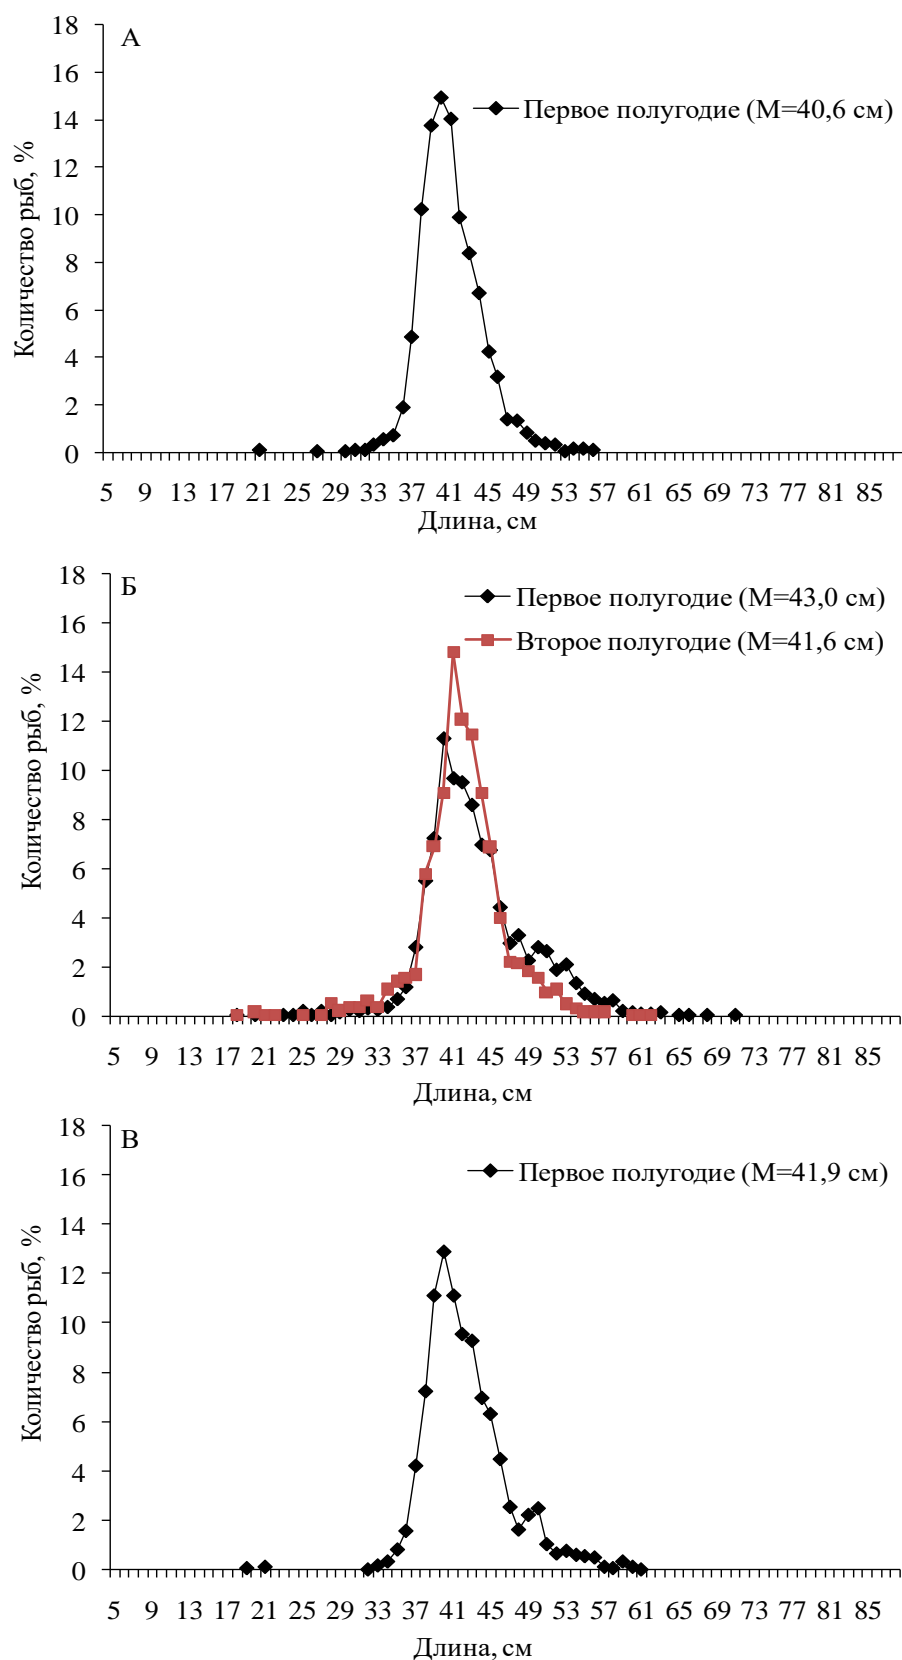 А
Первое полугодие (М=40,6 см)
Количество рыб, %
18
16
14
12
10
8
6
4
2
0
5 9 13 17 21 25 29 33 37 41 45 49 53 57 61 65 69 73 77 81 85
Длина, см
Б
Первое полугодие (М=43,0 см)
Второе полугодие (М=41,6 см)
Количество рыб, %
18
16
14
12
10
8
6
4
2
0
5 9 13 17 21 25 29 33 37 41 45 49 53 57 61 65 69 73 77 81 85
Длина, см
В
Первое полугодие (М=41,9 см)
Количество рыб, %
18
16
14
12
10
8
6
4
2
0
5 9 13 17 21 25 29 33 37 41 45 49 53 57 61 65 69 73 77 81 85
Длина, см